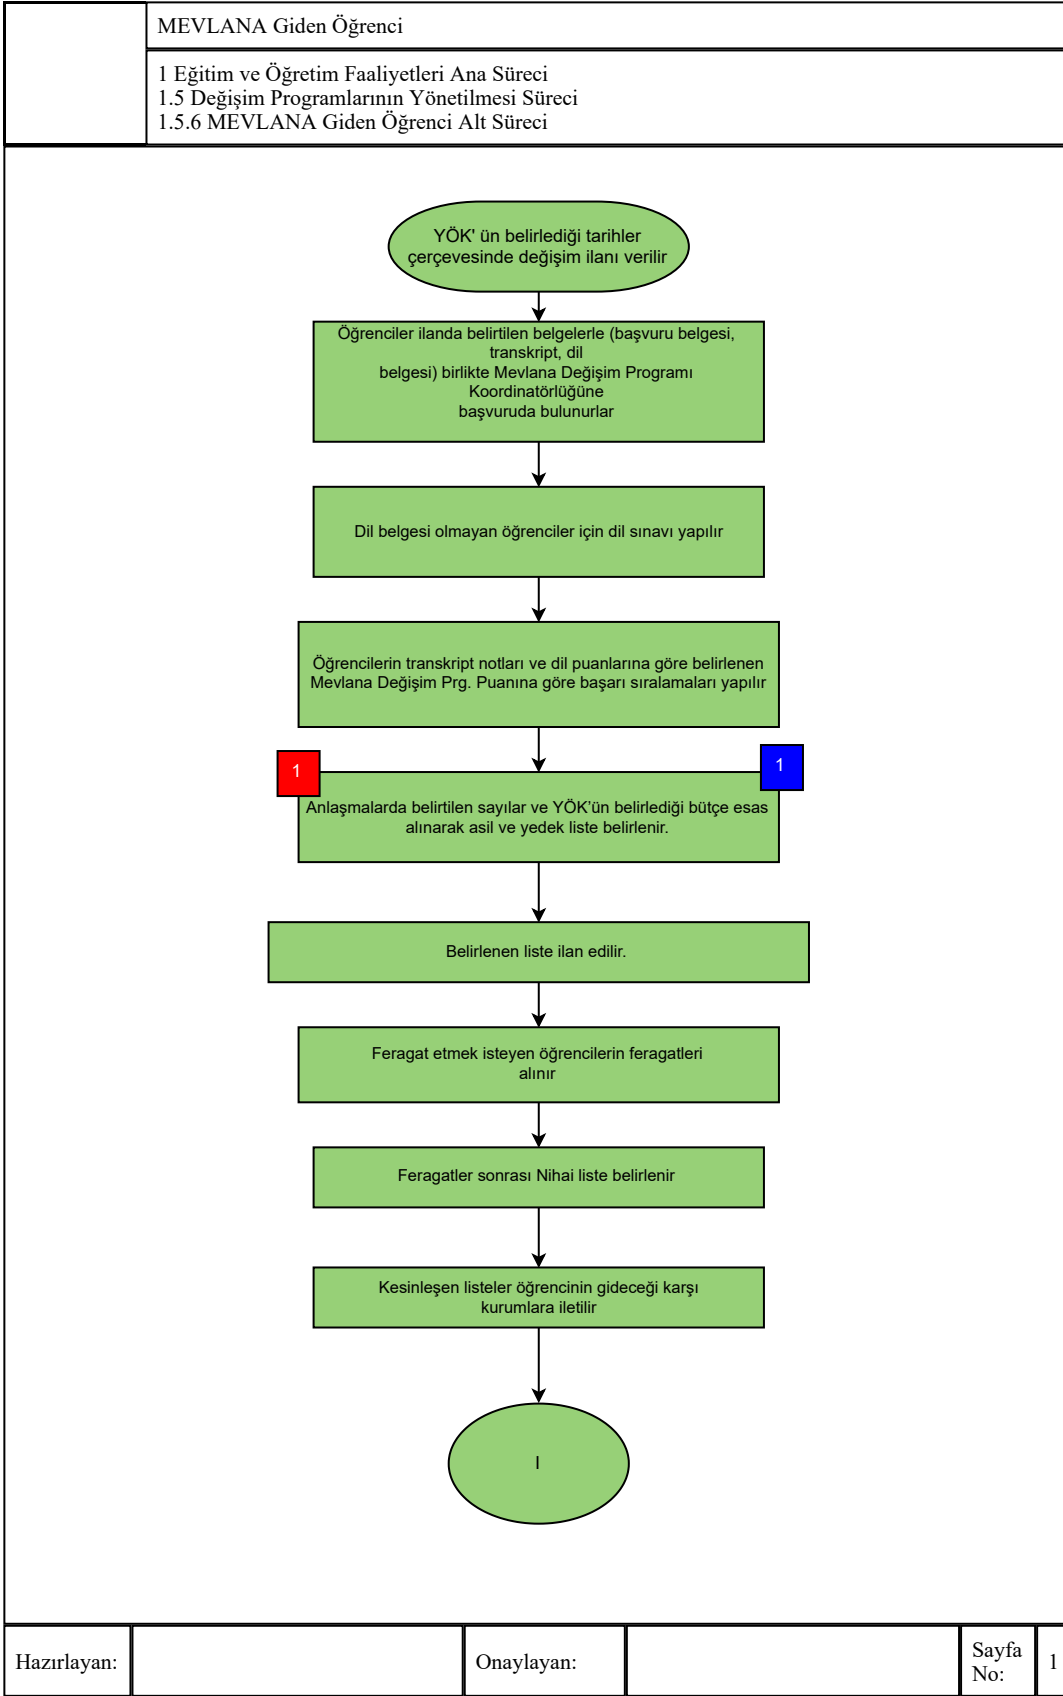 MEVLANA Giden Öğrenci
1 Eğitim ve Öğretim Faaliyetleri Ana Süreci
1.5 Değişim Programlarının Yönetilmesi Süreci
1.5.6 MEVLANA Giden Öğrenci Alt Süreci
YÖK' ün belirlediği tarihler
çerçevesinde değişim ilanı verilir
Öğrenciler ilanda belirtilen belgelerle (başvuru belgesi,
transkript, dil
belgesi) birlikte Mevlana Değişim Programı
Koordinatörlüğüne
başvuruda bulunurlar
Dil belgesi olmayan öğrenciler için dil sınavı yapılır
Öğrencilerin transkript notları ve dil puanlarına göre belirlenen
Mevlana Değişim Prg. Puanına göre başarı sıralamaları yapılır
1
1
Anlaşmalarda belirtilen sayılar ve YÖK’ün belirlediği bütçe esas
alınarak asil ve yedek liste belirlenir.
Belirlenen liste ilan edilir.
Feragat etmek isteyen öğrencilerin feragatleri
alınır
Feragatler sonrası Nihai liste belirlenir
Kesinleşen listeler öğrencinin gideceği karşı
kurumlara iletilir
I
Hazırlayan:
Onaylayan:
Sayfa
No:
1